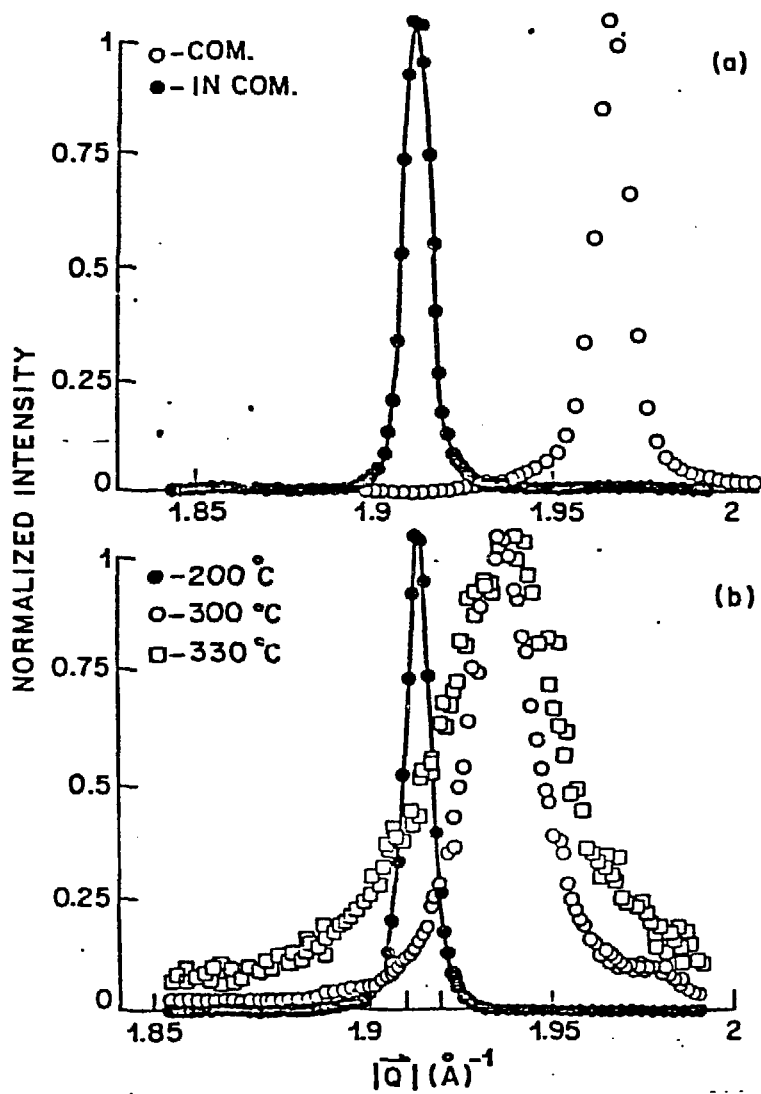 (a)
O-COM.
●-IN COM.
1
0.75
0.5
0.25
0
1.85 1.9 1.95 2
NORMALIZED INTENSITY
(b)
●-200 °C
O-300 °C
□-330 °C
1
0.75
0.5
0.25
0
1.85 1.9 1.95 2
|Q→| (Å)⁻¹